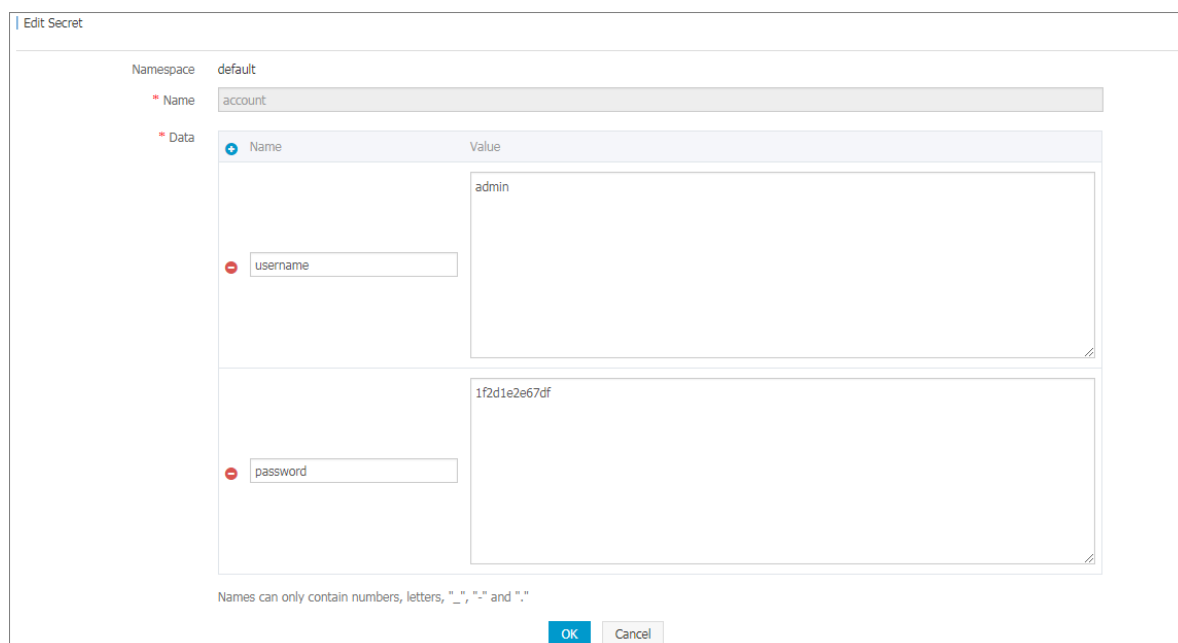 Edit Secret
Namespace default
* Name account
* Data
Name Value
username admin
password 1f2d1e2e67df
Names can only contain numbers, letters, "_", "-" and "."
OK Cancel